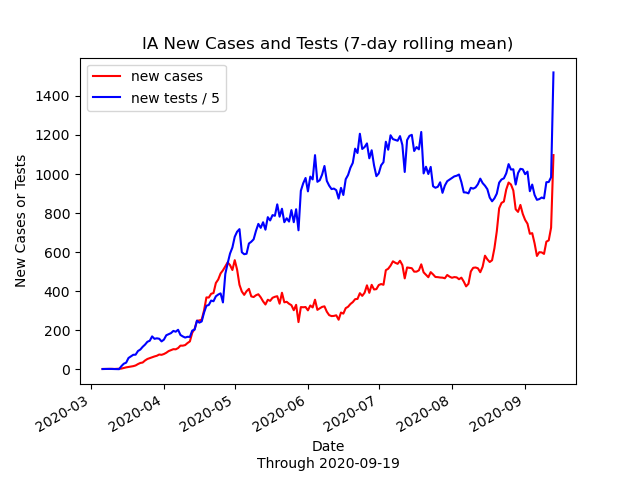 IA New Cases and Tests (7-day rolling mean)
new cases
new tests / 5
New Cases or Tests
1400
1200
1000
800
600
400
200
0
2020-03
2020-04
2020-05
2020-06
2020-07
2020-08
2020-09
Date
Through 2020-09-19